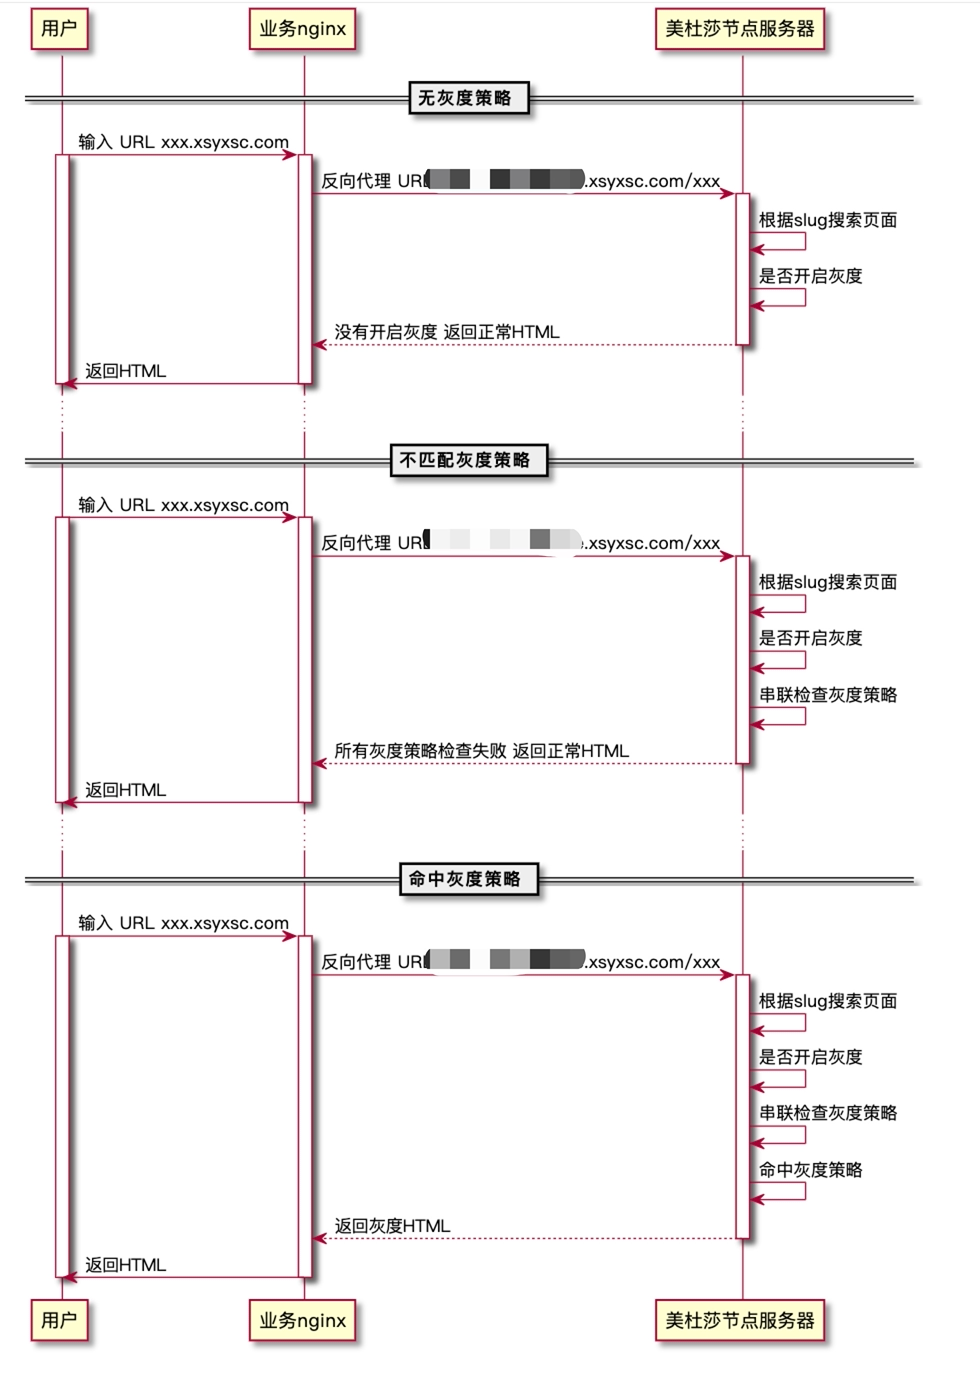 用户
业务nginx
美杜莎节点服务器
无灰度策略
输入 URL xxx.xsyxsc.com
反向代理 URL .xsyxsc.com/xxx
根据slug搜索页面
是否开启灰度
没有开启灰度 返回正常HTML
返回HTML
不匹配灰度策略
输入 URL xxx.xsyxsc.com
反向代理 URL .xsyxsc.com/xxx
根据slug搜索页面
是否开启灰度
串联检查灰度策略
所有灰度策略检查失败 返回正常HTML
返回HTML
命中灰度策略
输入 URL xxx.xsyxsc.com
反向代理 URL .xsyxsc.com/xxx
根据slug搜索页面
是否开启灰度
串联检查灰度策略
命中灰度策略
返回灰度HTML
返回HTML
用户
业务nginx
美杜莎节点服务器